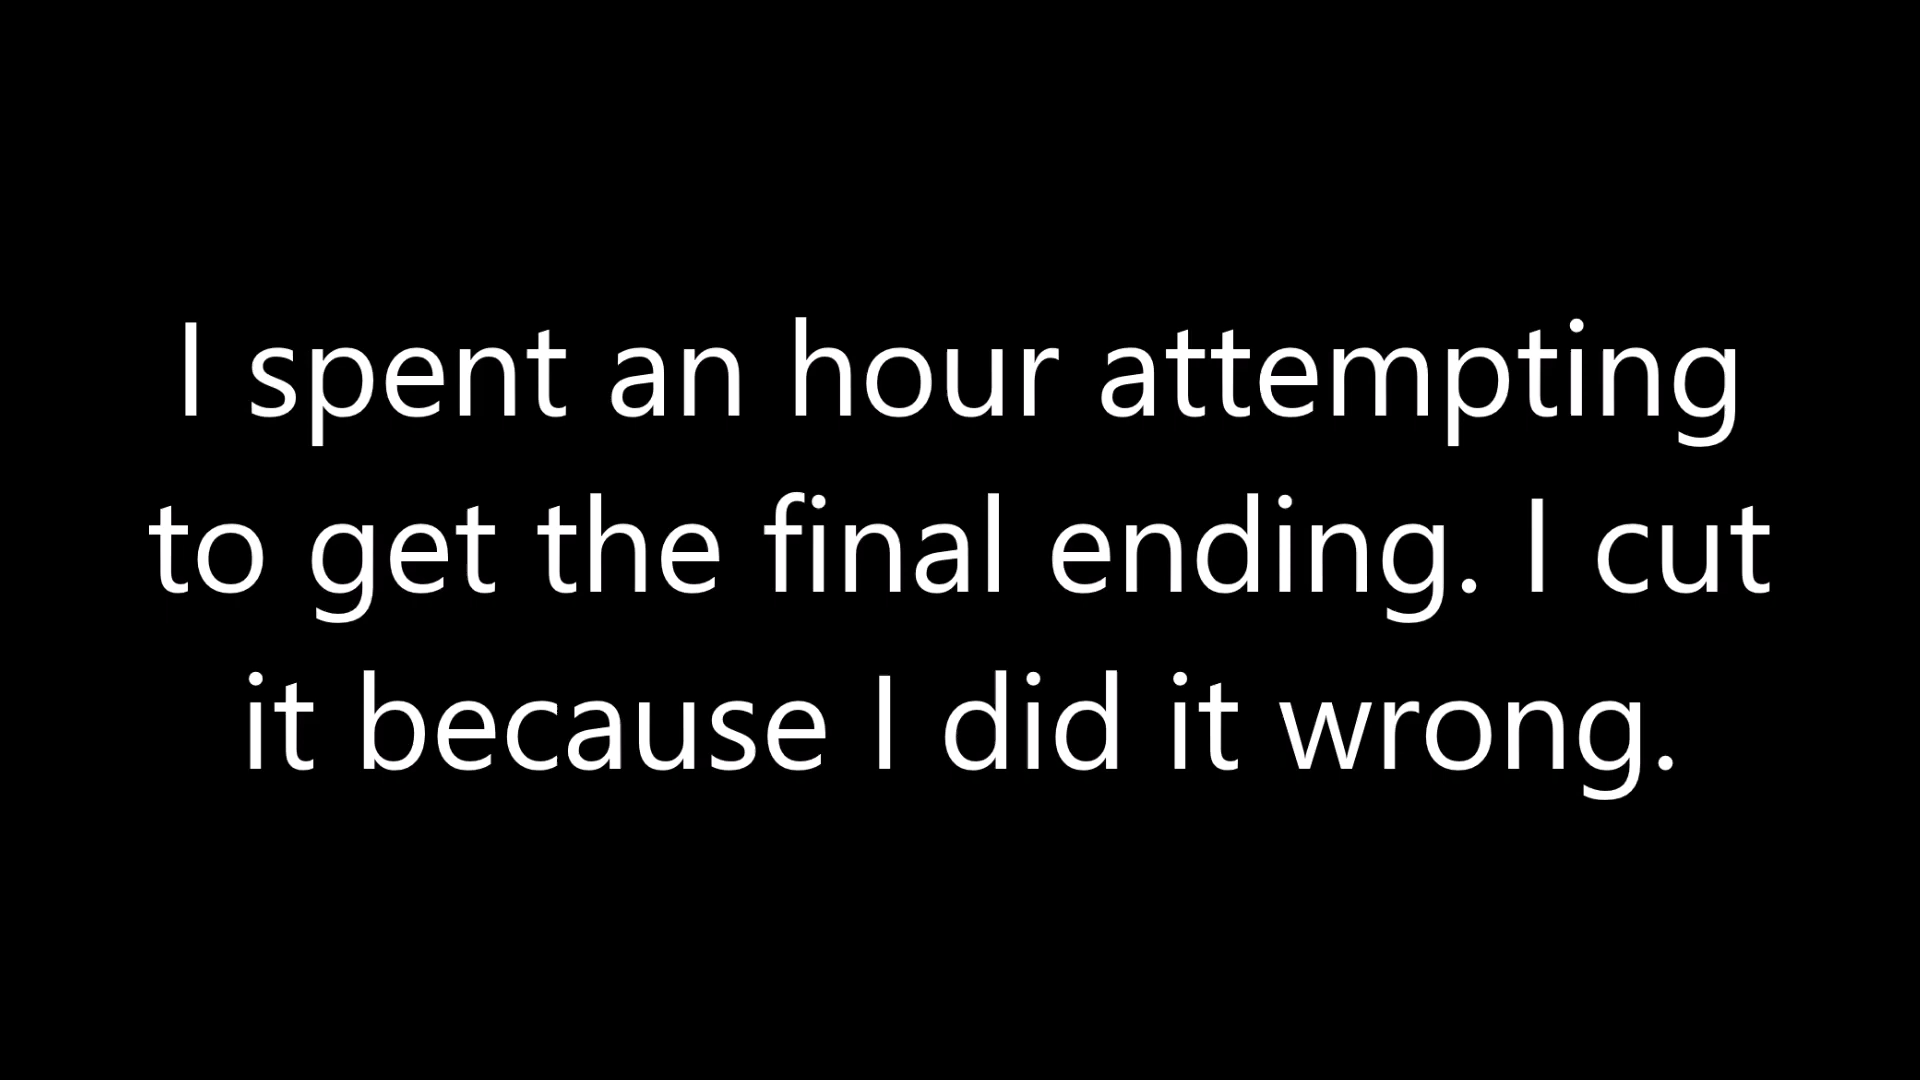 I spent an hour attempting
to get the final ending. I cut
it because I did it wrong.